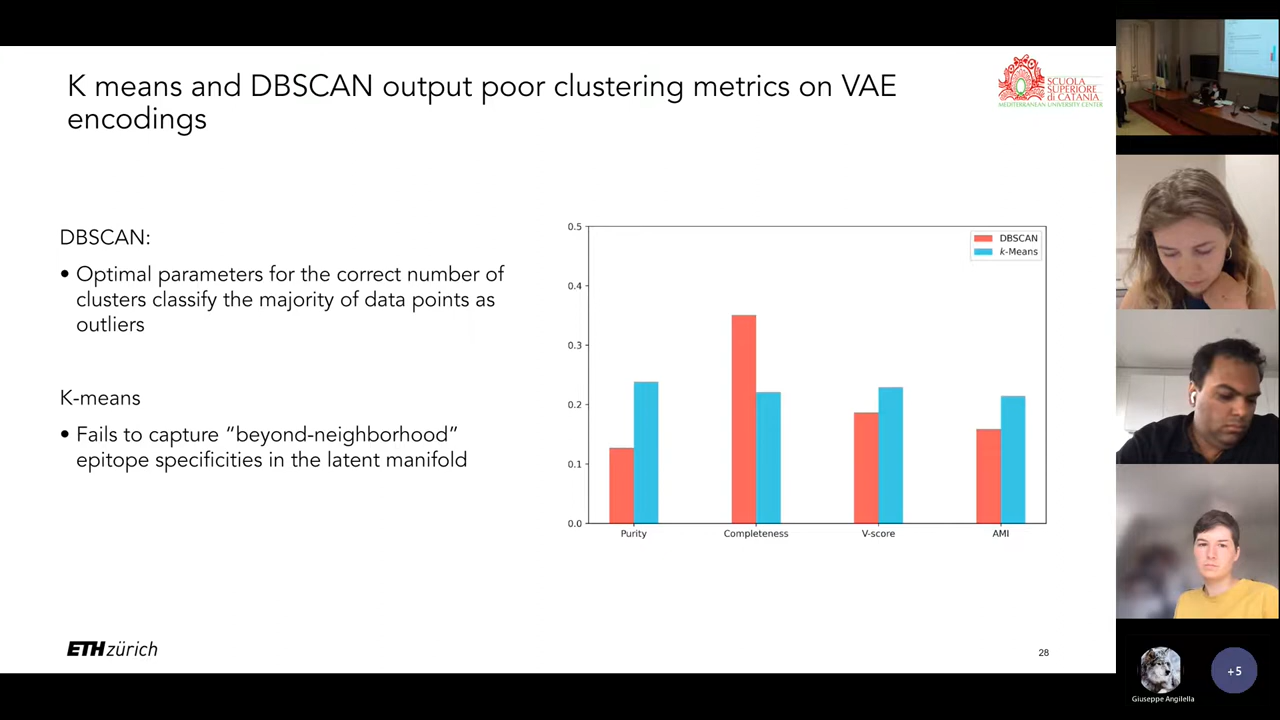 K means and DBSCAN output poor clustering metrics on VAE
encodings
SCUOLA
SUPERIORE
di CATANIA
MEDITERRANEAN UNIVERSITY CENTER
DBSCAN:
• Optimal parameters for the correct number of
clusters classify the majority of data points as
outliers
K-means
• Fails to capture “beyond-neighborhood”
epitope specificities in the latent manifold
0.5
0.4
0.3
0.2
0.1
0.0
DBSCAN
k-Means
Purity
Completeness
V-score
AMI
ETH zürich
28
Giuseppe Angilella
+5